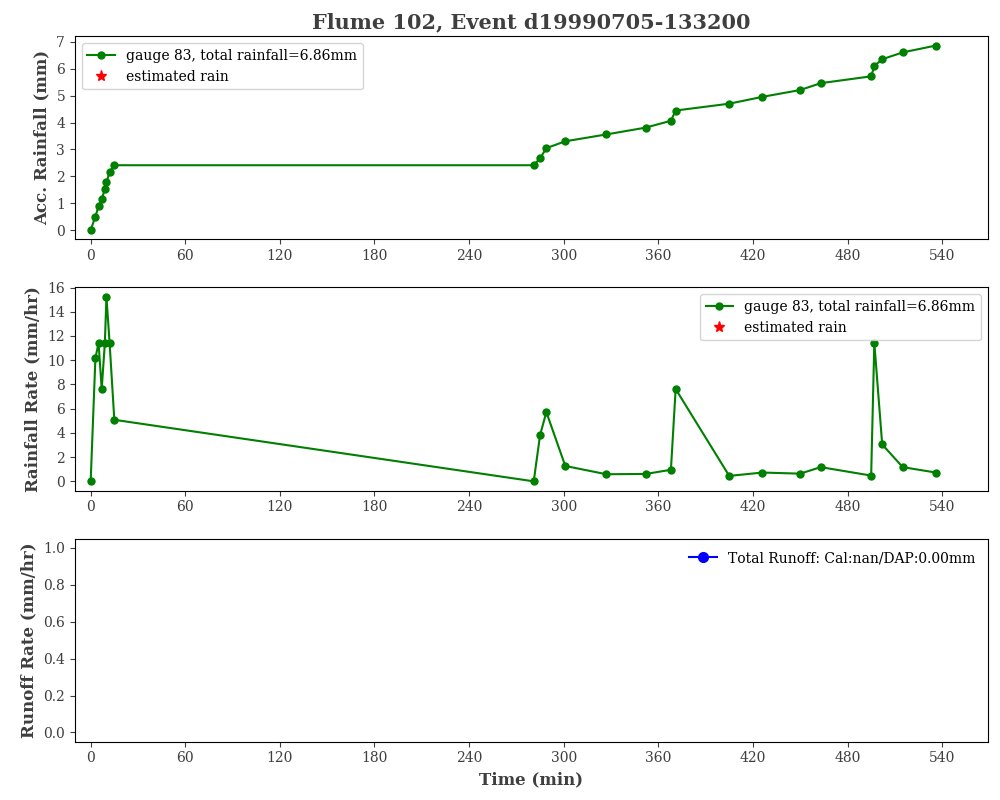 Flume 102, Event d19990705-133200
Acc. Rainfall (mm)
7
6
5
4
3
2
1
0
gauge 83, total rainfall=6.86mm
estimated rain
0 60 120 180 240 300 360 420 480 540
Rainfall Rate (mm/hr)
16
14
12
10
8
6
4
2
0
gauge 83, total rainfall=6.86mm
estimated rain
0 60 120 180 240 300 360 420 480 540
Runoff Rate (mm/hr)
1.0
0.8
0.6
0.4
0.2
0.0
Total Runoff: Cal:nan/DAP:0.00mm
0 60 120 180 240 300 360 420 480 540
Time (min)